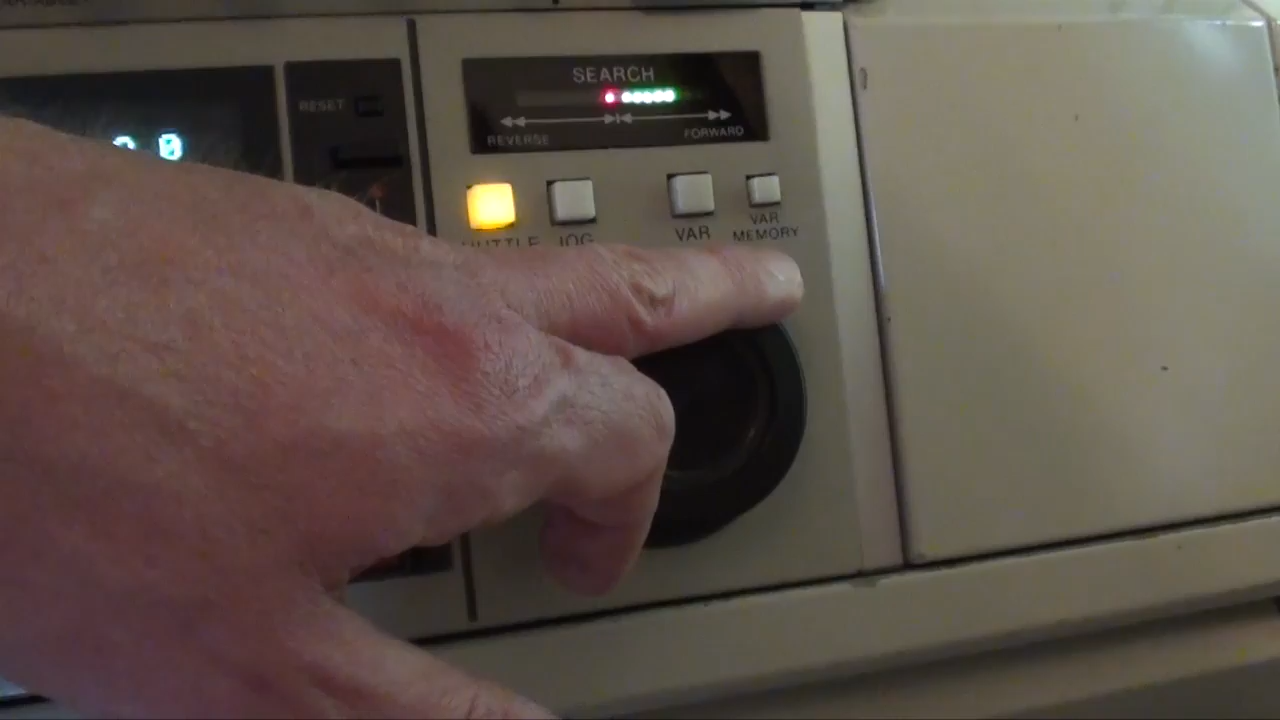 RESET
SEARCH
REVERSE
FORWARD
JOG
VAR
VAR
MEMORY